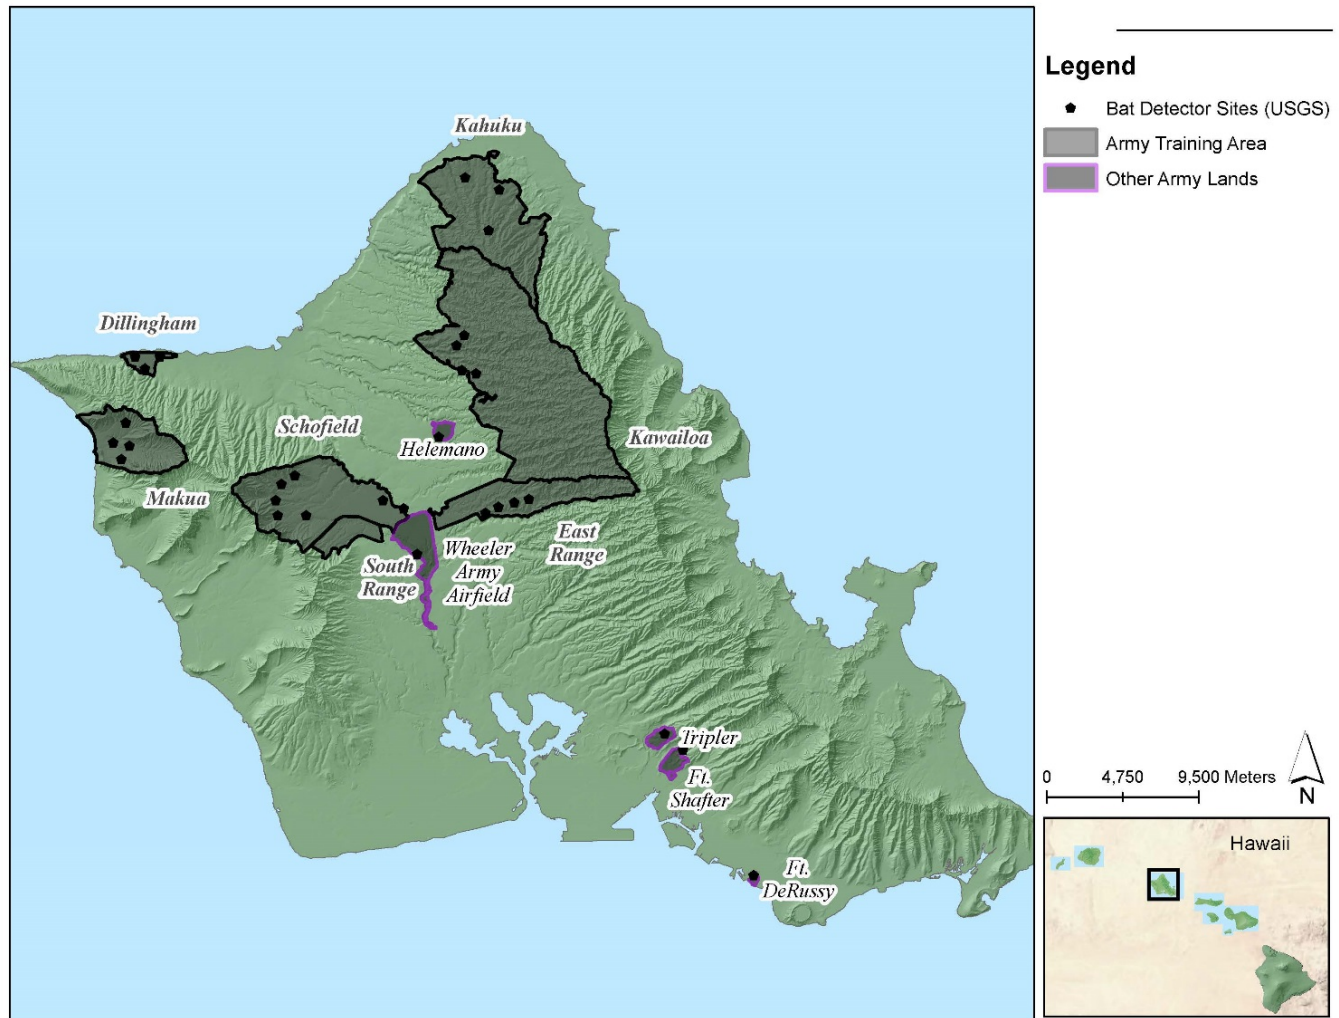 Legend
Bat Detector Sites (USGS)
Army Training Area
Other Army Lands
Kahuku
Dillingham
Schofield
Helemano
Kawailoa
Makua
East
Range
South
Range
Wheeler
Army
Airfield
Tripler
Ft.
Shafter
Ft.
DeRussy
0 4,750 9,500 Meters
N
Hawaii